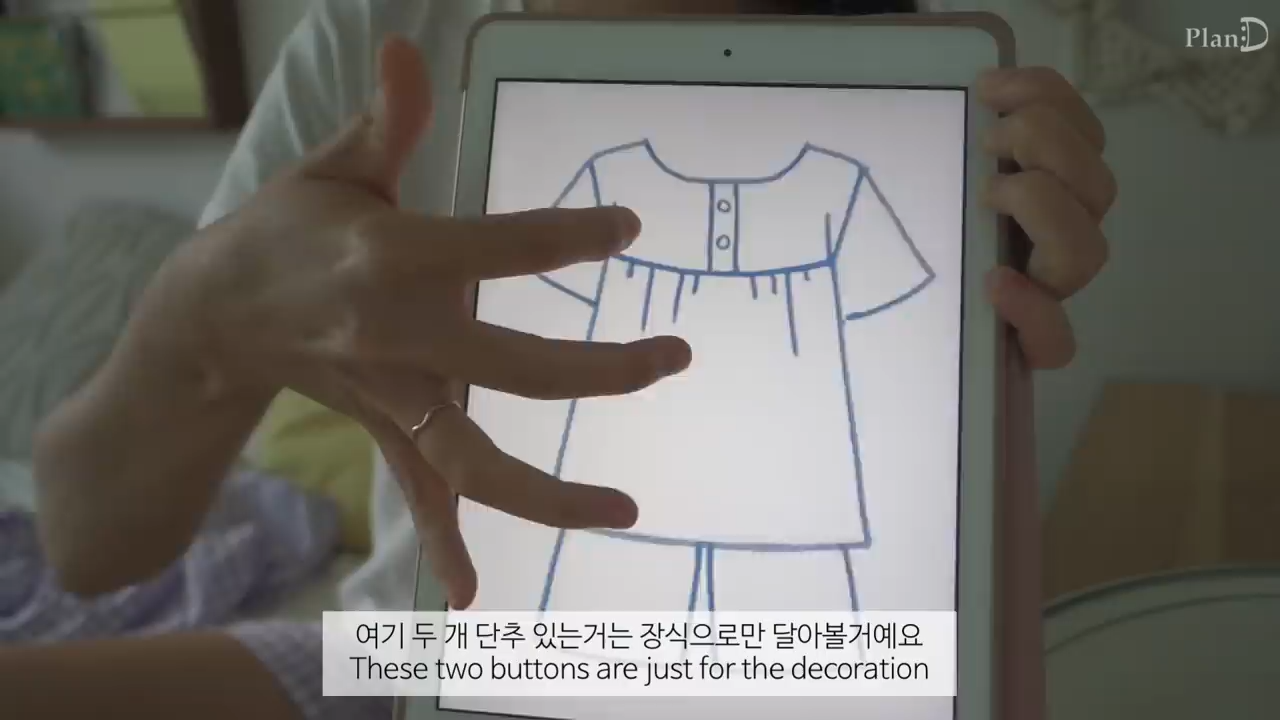 Plan:D
여기 두 개 단추 있는거는 장식으로만 달아볼거예요
These two buttons are just for the decoration